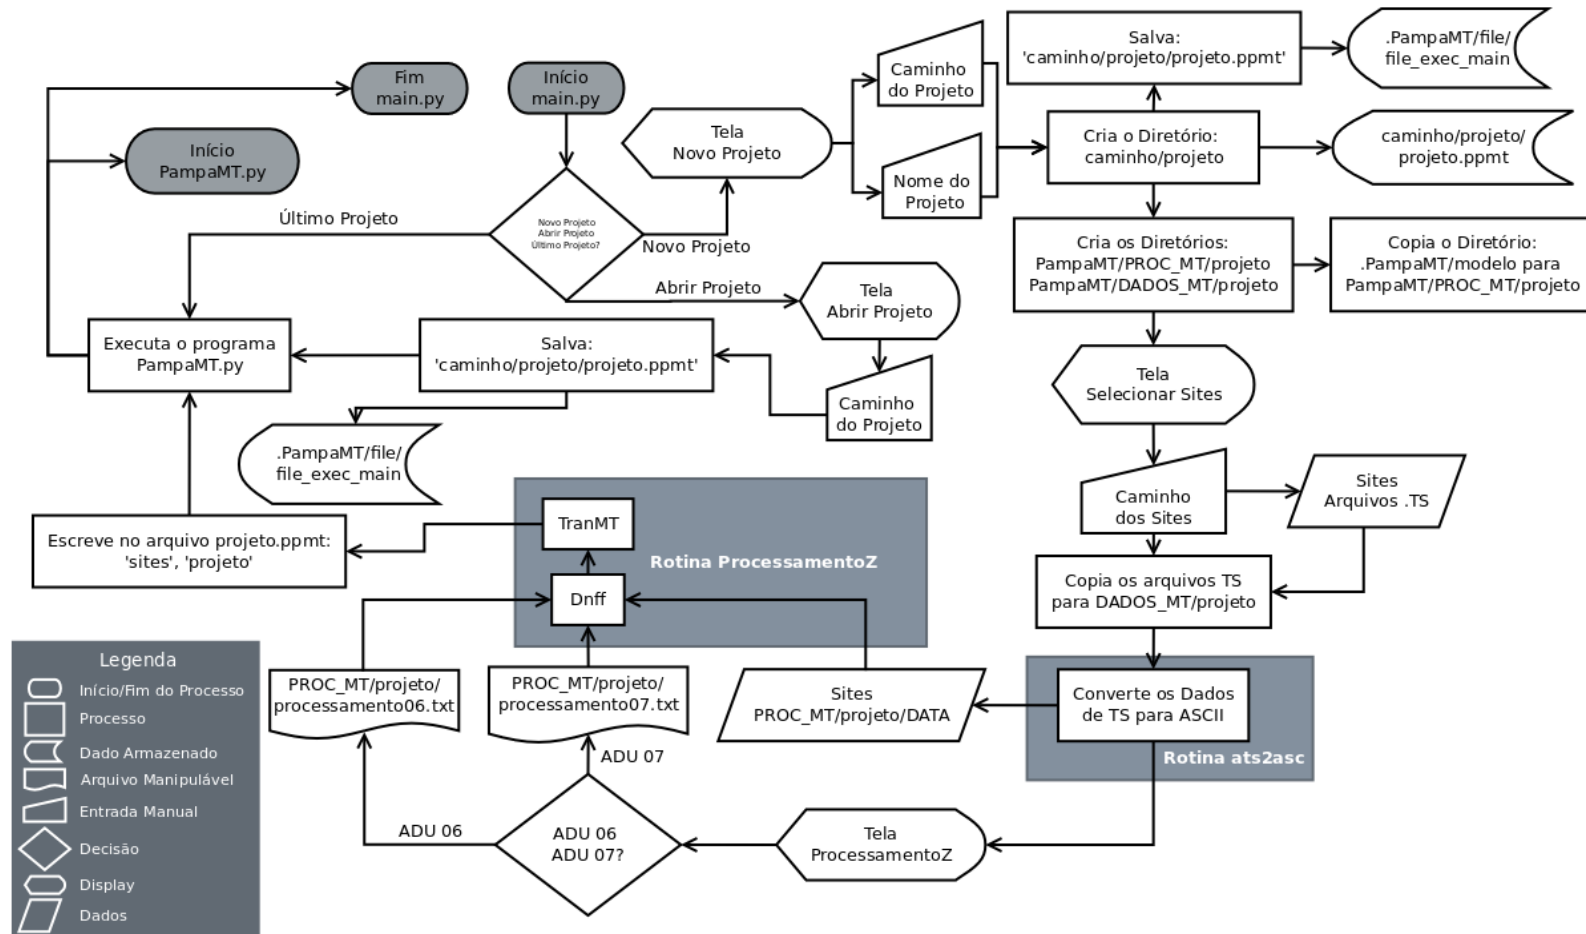 Salva:
'caminho/projeto/projeto.ppmt'
.PampaMT/file/
file_exec_main
Fim
main.py
Início
main.py
Caminho
do Projeto
Tela
Novo Projeto
Cria o Diretório:
caminho/projeto
caminho/projeto/
projeto.ppmt
Início
PampaMT.py
Nome do
Projeto
Último Projeto
Novo Projeto
Abrir Projeto
Último Projeto?
Novo Projeto
Cria os Diretórios:
PampaMT/PROC_MT/projeto
PampaMT/DADOS_MT/projeto
Copia o Diretório:
.PampaMT/modelo para
PampaMT/PROC_MT/projeto
Abrir Projeto
Tela
Abrir Projeto
Executa o programa
PampaMT.py
Salva:
'caminho/projeto/projeto.ppmt'
Caminho
do Projeto
Tela
Selecionar Sites
.PampaMT/file/
file_exec_main
Caminho
dos Sites
Sites
Arquivos .TS
Escreve no arquivo projeto.ppmt:
'sites', 'projeto'
TranMT
Rotina ProcessamentoZ
Dnff
Copia os arquivos TS
para DADOS_MT/projeto
PROC_MT/projeto/
processamento06.txt
PROC_MT/projeto/
processamento07.txt
Sites
PROC_MT/projeto/DATA
Converte os Dados
de TS para ASCII
Rotina ats2asc
ADU 07
ADU 06
ADU 06
ADU 07?
Tela
ProcessamentoZ
Legenda
Início/Fim do Processo
Processo
Dado Armazenado
Arquivo Manipulável
Entrada Manual
Decisão
Display
Dados